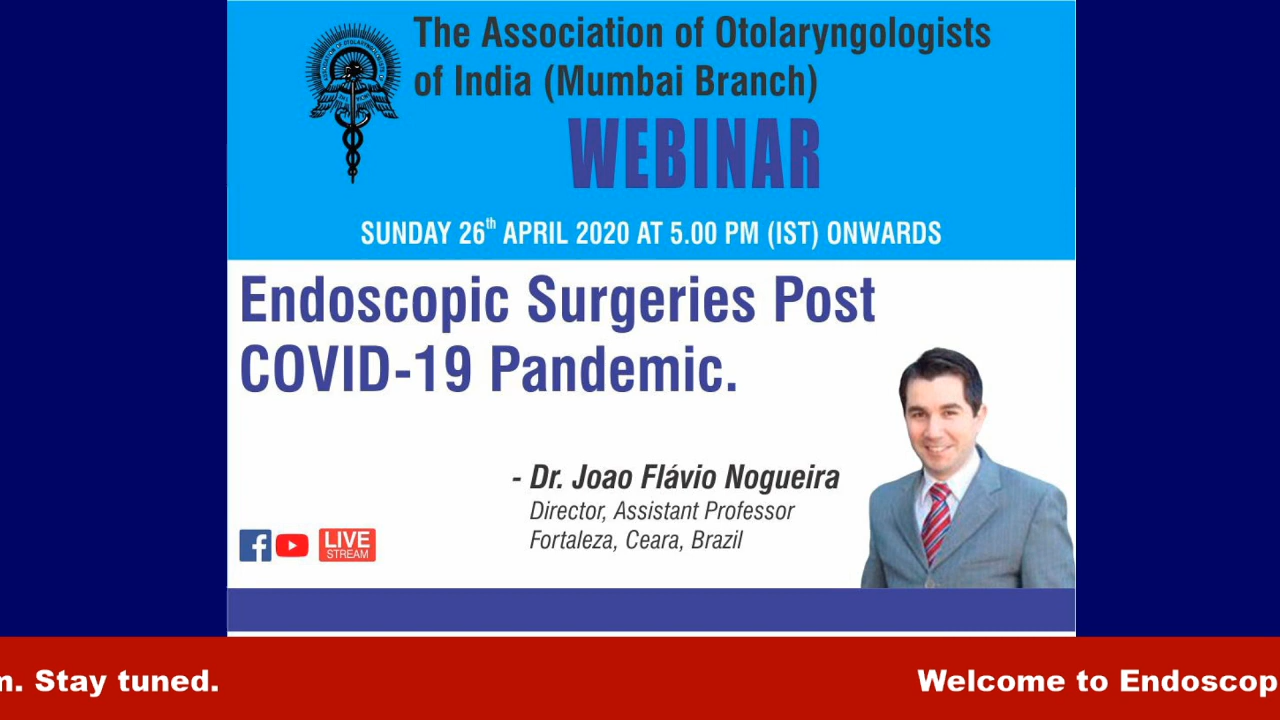 The Association of Otolaryngologists
of India (Mumbai Branch)
WEBINAR
SUNDAY 26th APRIL 2020 AT 5.00 PM (IST) ONWARDS
Endoscopic Surgeries Post
COVID-19 Pandemic.
- Dr. Joao Flávio Nogueira
Director, Assistant Professor
Fortaleza, Ceara, Brazil
LIVE
STREAM
Stay tuned.
Welcome to Endoscop